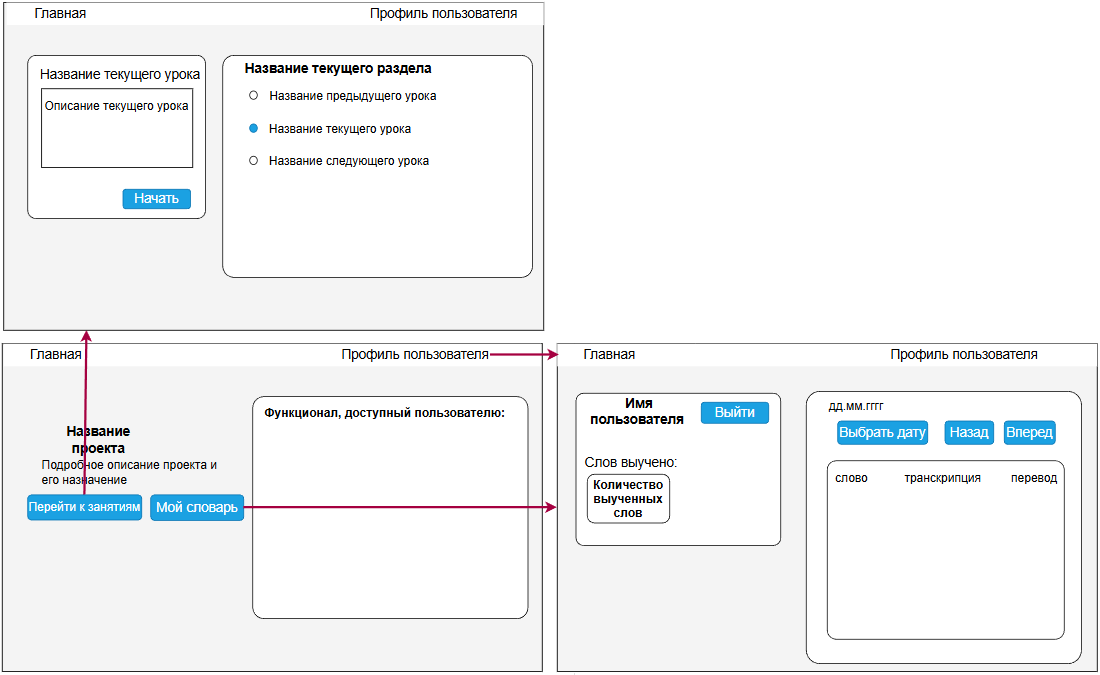 Главная
Профиль пользователя
Название текущего урока
Описание текущего урока
Начать
Название текущего раздела
Название предыдущего урока
Название текущего урока
Название следующего урока
Главная
Профиль пользователя
Название
проекта
Подробное описание проекта и
его назначение
Перейти к занятиям
Мой словарь
Функционал, доступный пользователю:
Главная
Профиль пользователя
Имя
пользователя
Выйти
Слов выучено:
Количество
выученных
слов
дд.мм.гггг
Выбрать дату
Назад
Вперед
слово
транскрипция
перевод